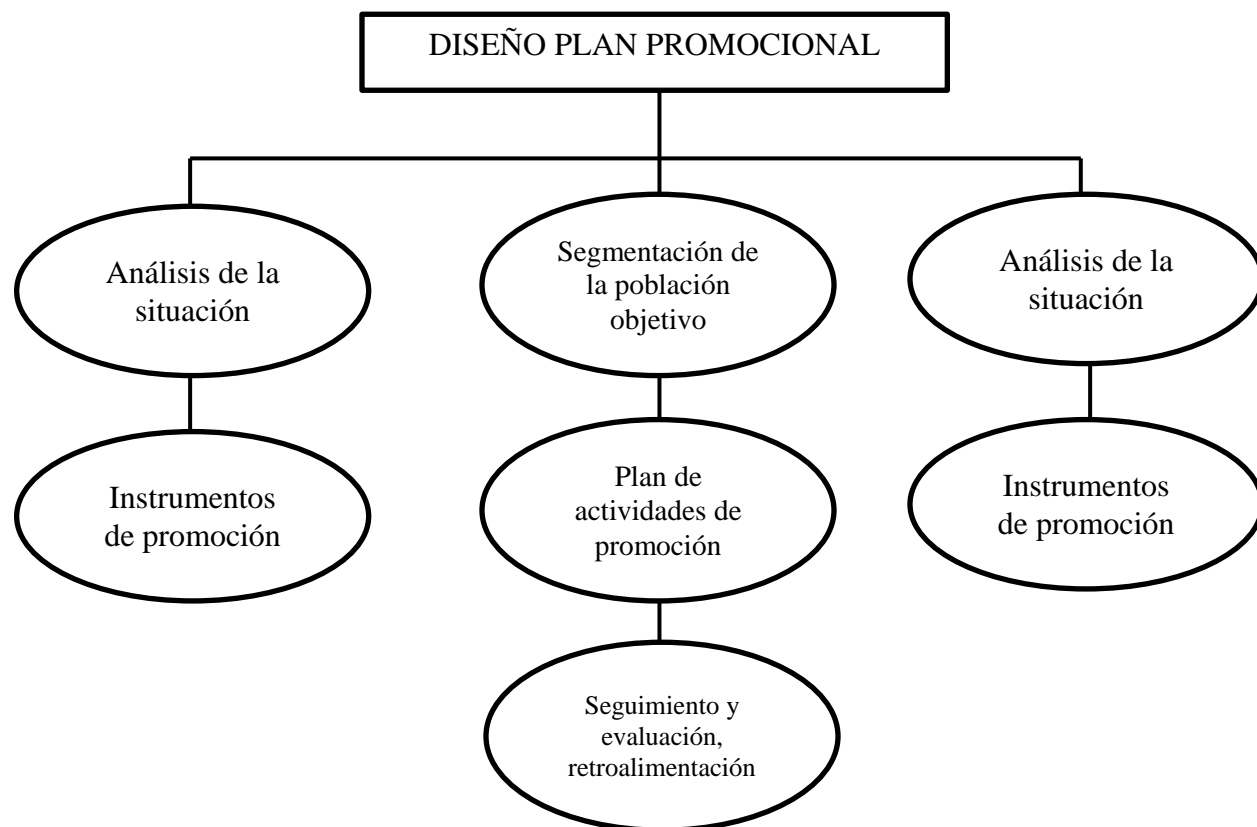 DISEÑO PLAN PROMOCIONAL
Análisis de la
situación
Segmentación de
la población
objetivo
Análisis de la
situación
Instrumentos
de promoción
Plan de
actividades de
promoción
Instrumentos
de promoción
Seguimiento y
evaluación,
retroalimentación